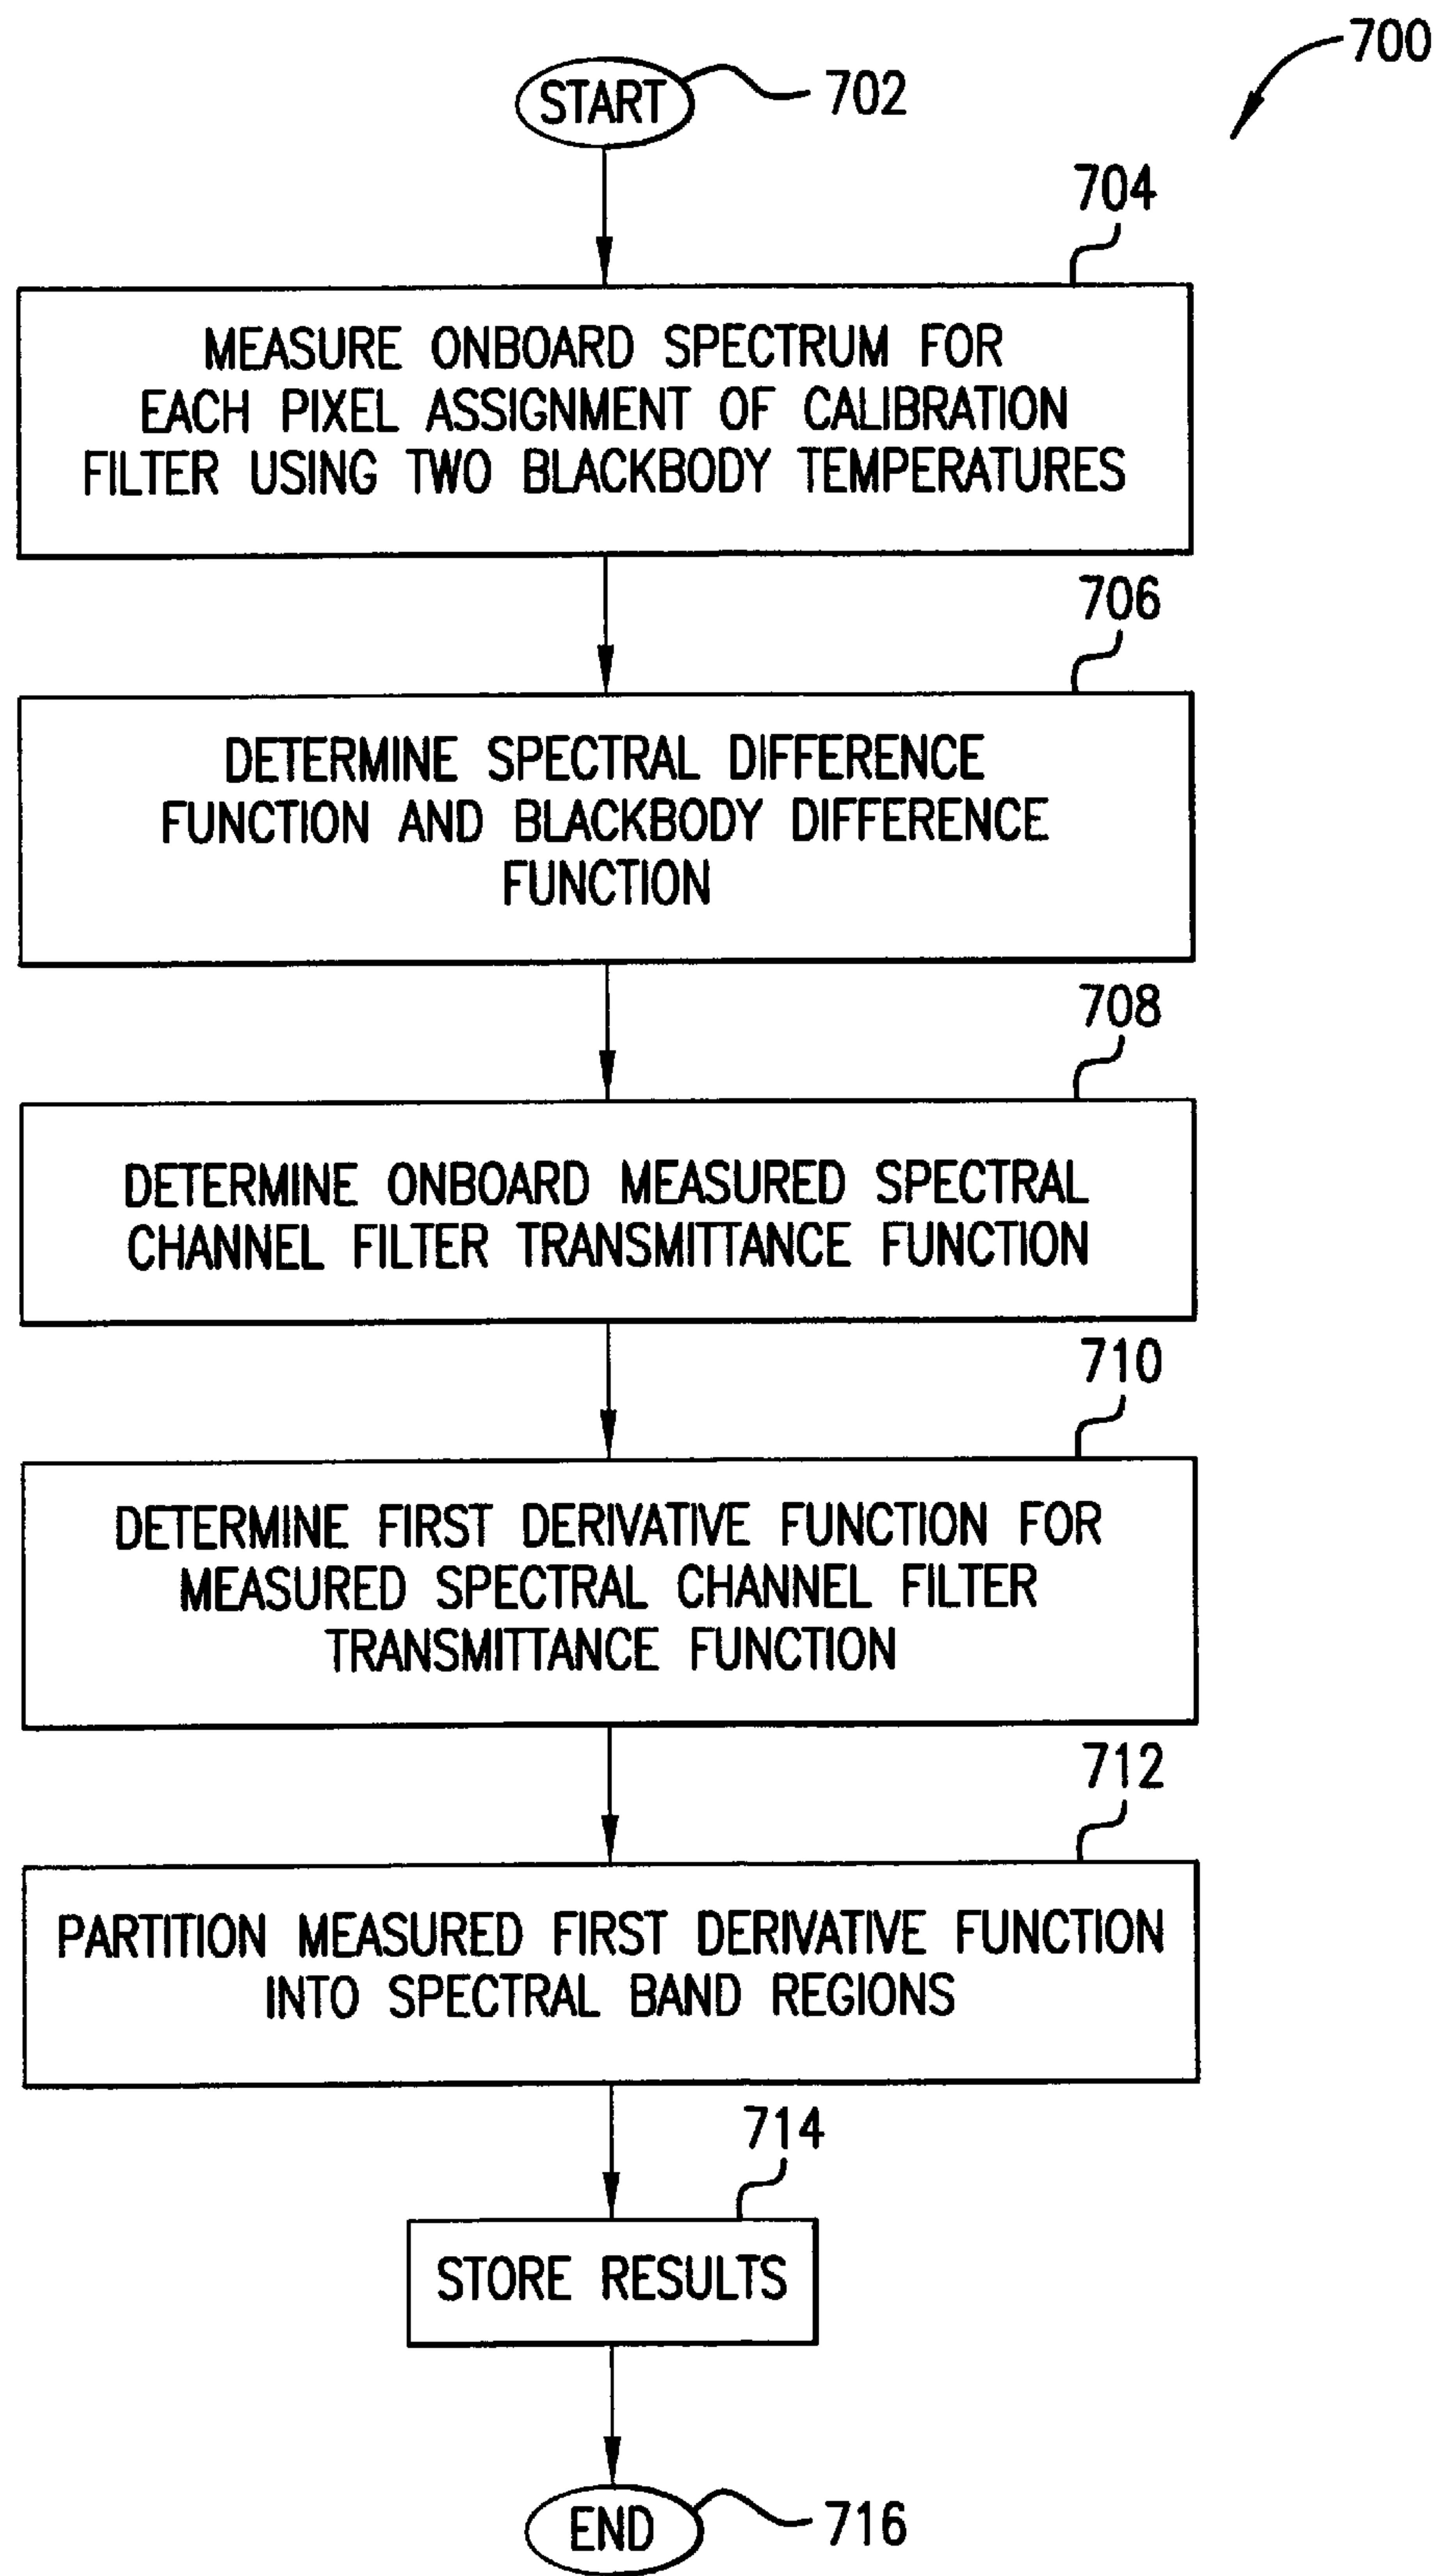 700
START
702
704
MEASURE ONBOARD SPECTRUM FOR
EACH PIXEL ASSIGNMENT OF CALIBRATION
FILTER USING TWO BLACKBODY TEMPERATURES
706
DETERMINE SPECTRAL DIFFERENCE
FUNCTION AND BLACKBODY DIFFERENCE
FUNCTION
708
DETERMINE ONBOARD MEASURED SPECTRAL
CHANNEL FILTER TRANSMITTANCE FUNCTION
710
DETERMINE FIRST DERIVATIVE FUNCTION FOR
MEASURED SPECTRAL CHANNEL FILTER
TRANSMITTANCE FUNCTION
712
PARTITION MEASURED FIRST DERIVATIVE FUNCTION
INTO SPECTRAL BAND REGIONS
714
STORE RESULTS
END
716